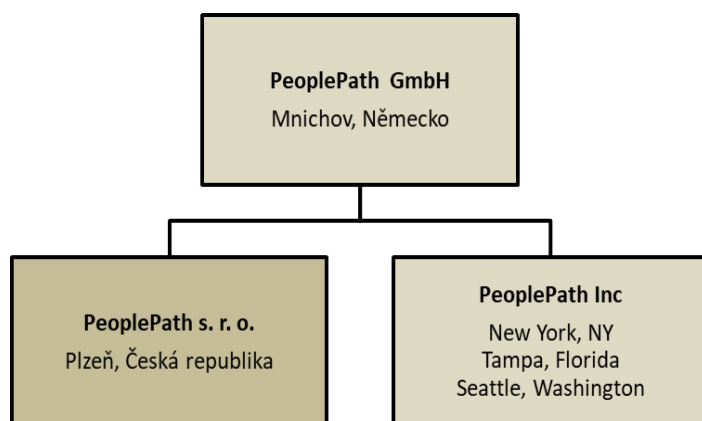 PeoplePath GmbH
Mnichov, Německo
PeoplePath s. r. o.
Plzeň, Česká republika
PeoplePath Inc
New York, NY
Tampa, Florida
Seattle, Washington